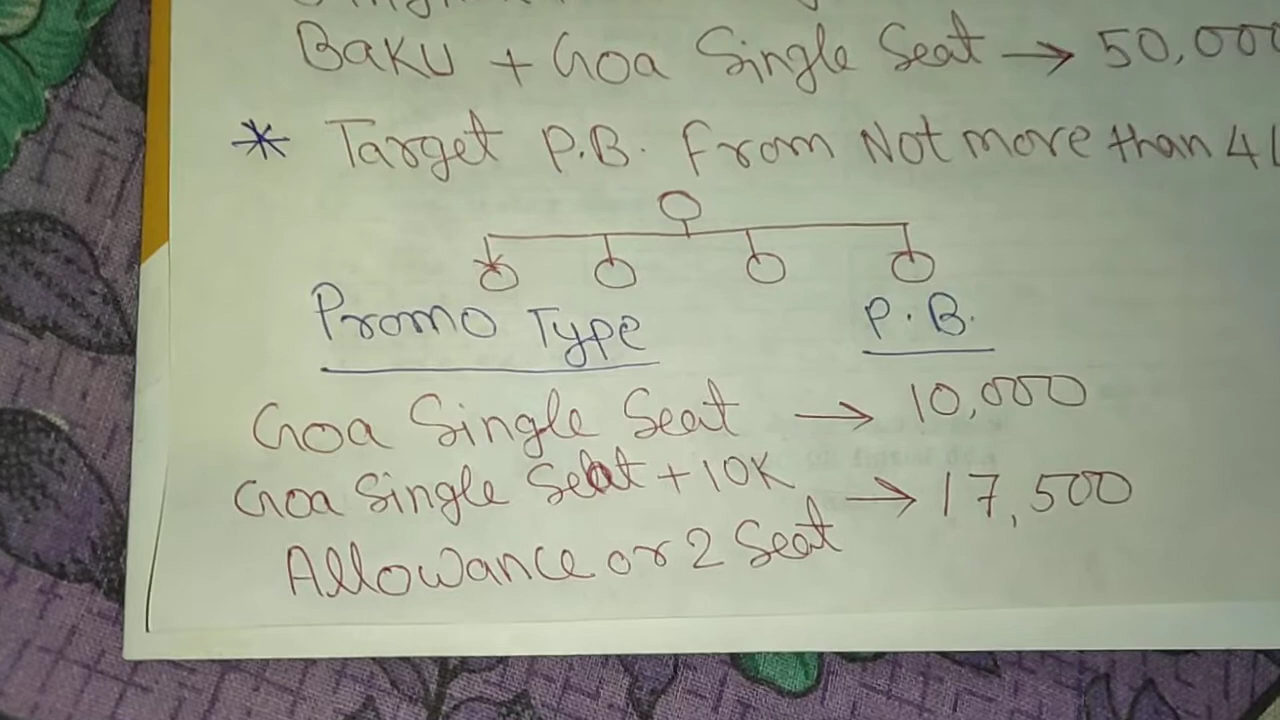 BAKU + Goa Single Seat → 50,000
* Target P.B. From Not more than 4
Promo Type P.B.
Goa Single Seat → 10,000
Goa Single Seat + 10K → 17,500
Allowance or 2 Seat